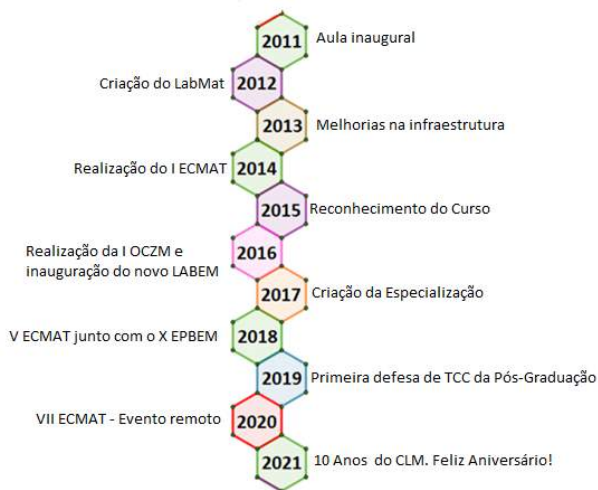 2011 Aula inaugural
Criação do LabMat 2012
2013 Melhorias na infraestrutura
Realização do I ECMAT 2014
2015 Reconhecimento do Curso
Realização da I OCZM e
inauguração do novo LABEM 2016
2017 Criação da Especialização
V ECMAT junto com o X EPBEM 2018
2019 Primeira defesa de TCC da Pós-Graduação
VII ECMAT - Evento remoto 2020
2021 10 Anos do CLM. Feliz Aniversário!